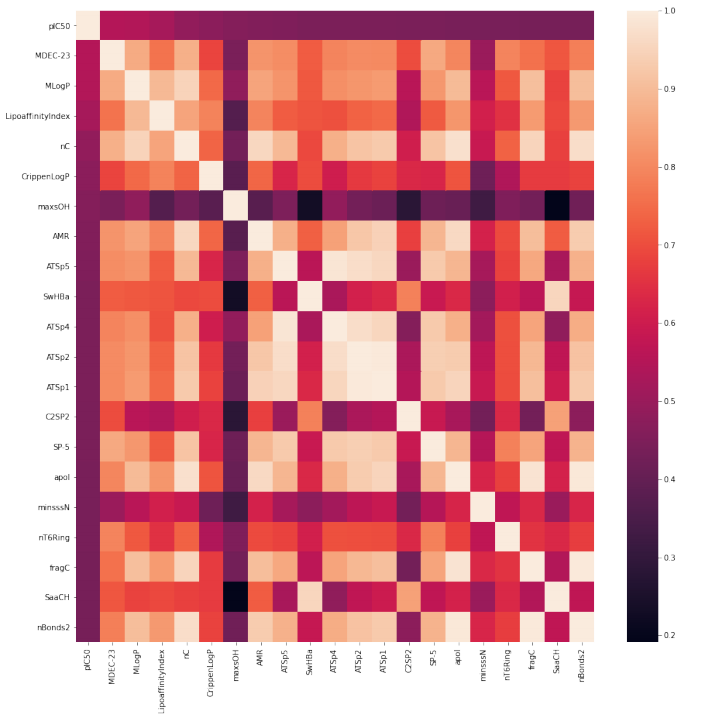 pIC50
MDEC-23
MLogP
LipoaffinityIndex
nC
CrippenLogP
maxsOH
AMR
ATSp5
SwHBa
ATSp4
ATSp2
ATSp1
C2SP2
SP-5
apol
minsssN
nT6Ring
fragC
SaaCH
nBonds2
pIC50
MDEC-23
MLogP
LipoaffinityIndex
nC
CrippenLogP
maxsOH
AMR
ATSp5
SwHBa
ATSp4
ATSp2
ATSp1
C2SP2
SP-5
apol
minsssN
nT6Ring
fragC
SaaCH
nBonds2
1.0
0.9
0.8
0.7
0.6
0.5
0.4
0.3
0.2